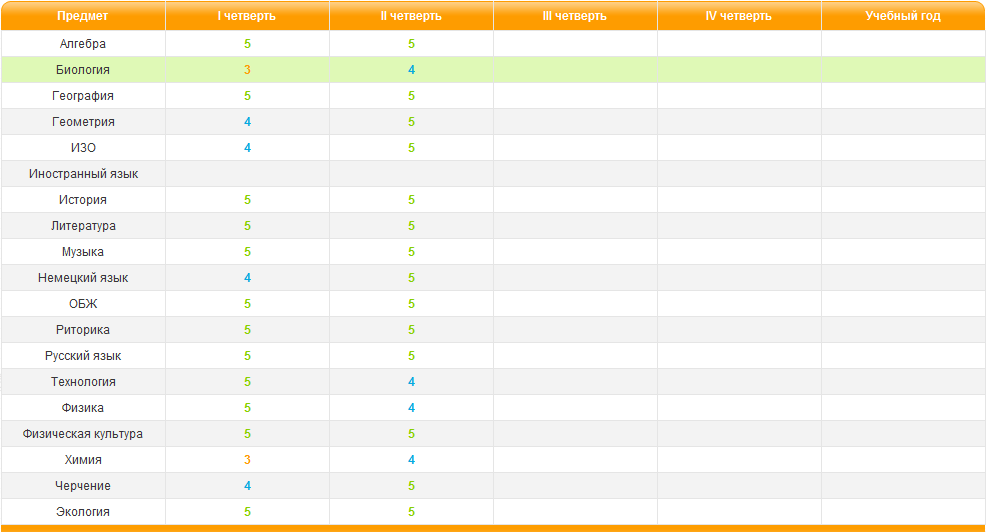 Предмет I четверть II четверть III четверть IV четверть Учебный год
Алгебра 5 5
Биология 3 4
География 5 5
Геометрия 4 5
ИЗО 4 5
Иностранный язык
История 5 5
Литература 5 5
Музыка 5 5
Немецкий язык 4 5
ОБЖ 5 5
Риторика 5 5
Русский язык 5 5
Технология 5 4
Физика 5 4
Физическая культура 5 5
Химия 3 4
Черчение 4 5
Экология 5 5